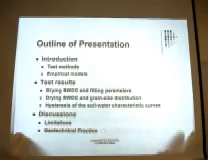 Outline of Presentation
Introduction
Test methods
Empirical models
Test results
Drying SWCC and fitting parameters
Drying SWCC and grain-size distribution
Hysteresis of the soil-water characteristic curves
Discussions
Limitations
Geotechnical Practice